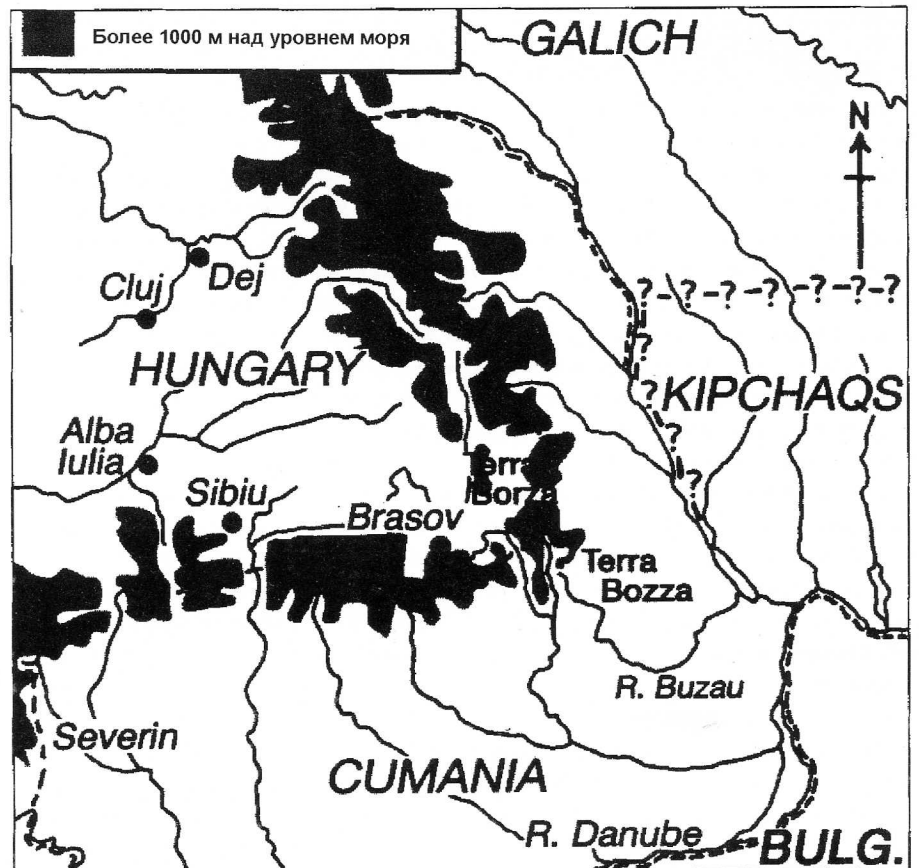 Более 1000 м над уровнем моря
GALICH
N
Cluj
Dej
?-?-?-?-?-?-?
?
HUNGARY
?
KIPCHAQS
Alba
Iulia
?
?
Terra
Borza
Sibiu
Brasov
Terra
Bozza
R. Buzau
Severin
CUMANIA
R. Danube
BULG.